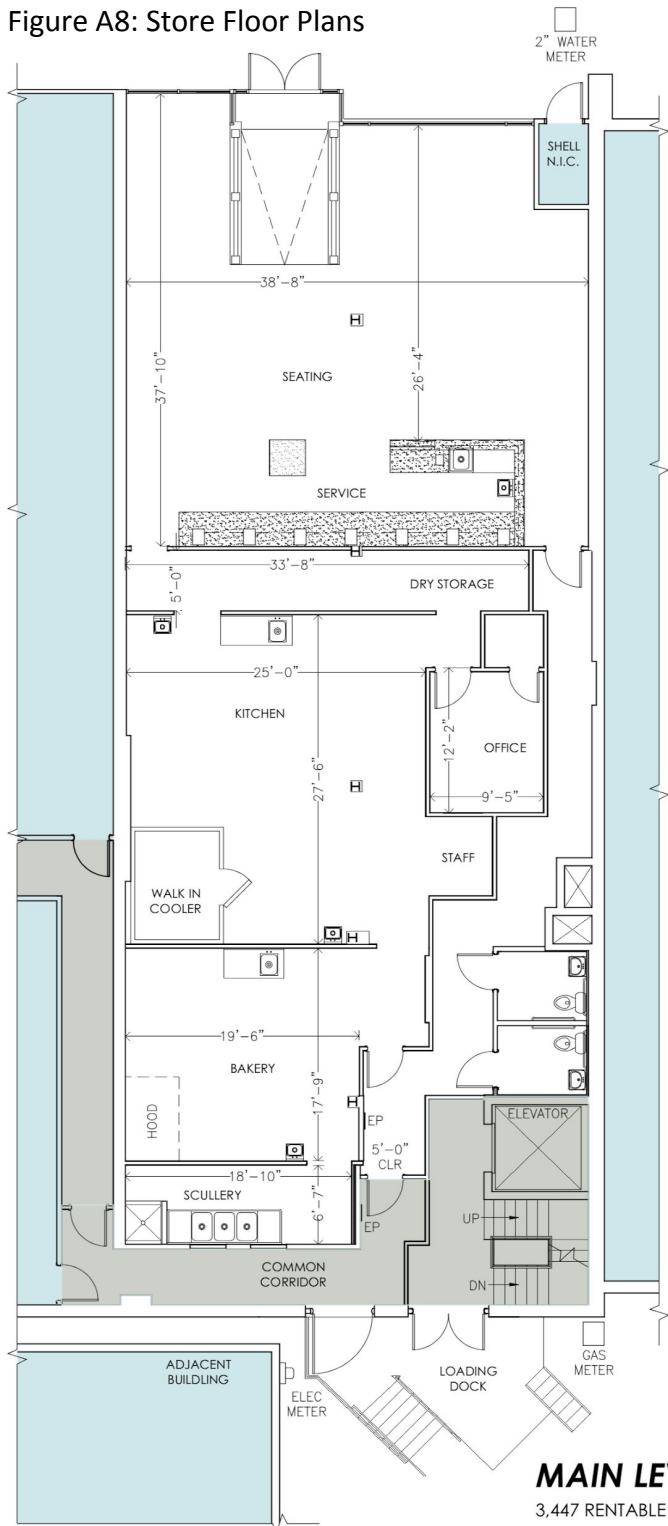 Figure A8: Store Floor Plans
2" WATER
METER
SHELL
N.I.C.
38'-8"
37'-10"
26'-4"
SEATING
SERVICE
33'-8"
DRY STORAGE
5'-0"
25'-0"
KITCHEN
12'-2"
OFFICE
27'-6"
9'-5"
STAFF
WALK IN
COOLER
19'-6"
BAKERY
17'-9"
HOOD
ELEVATOR
EP
5'-0"
CLR
18'-10"
SCULLERY
6'-7"
EP
UP
COMMON
CORRIDOR
DN
ADJACENT
BUILDLING
ELEC
METER
LOADING
DOCK
GAS
METER
MAIN LE
3,447 RENTABLE